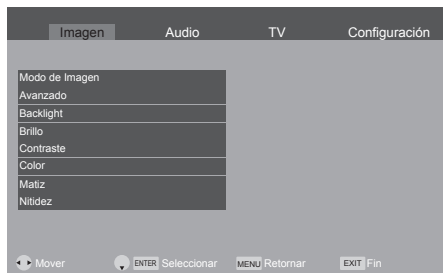 Imagen Audio TV Configuración
Modo de Imagen
Avanzado
Backlight
Brillo
Contraste
Color
Matiz
Nitidez
Mover ENTER Seleccionar MENU Retornar EXIT Fin